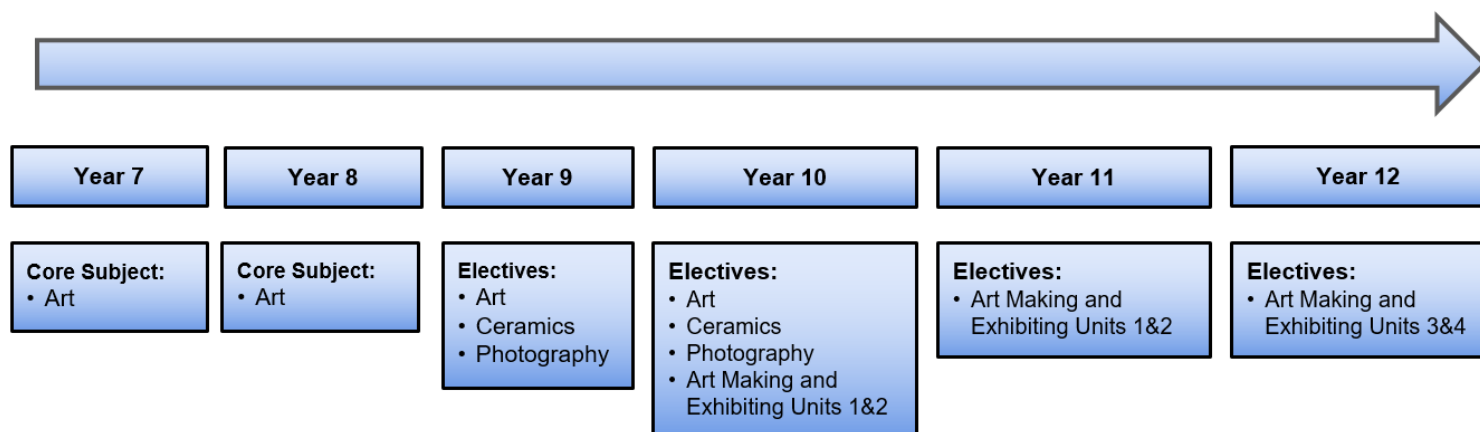 Year 7
Year 8
Year 9
Year 10
Year 11
Year 12
Core Subject:
• Art
Core Subject:
• Art
Electives:
• Art
• Ceramics
• Photography
Electives:
• Art
• Ceramics
• Photography
• Art Making and
Exhibiting Units 1&2
Electives:
• Art Making and
Exhibiting Units 1&2
Electives:
• Art Making and
Exhibiting Units 3&4